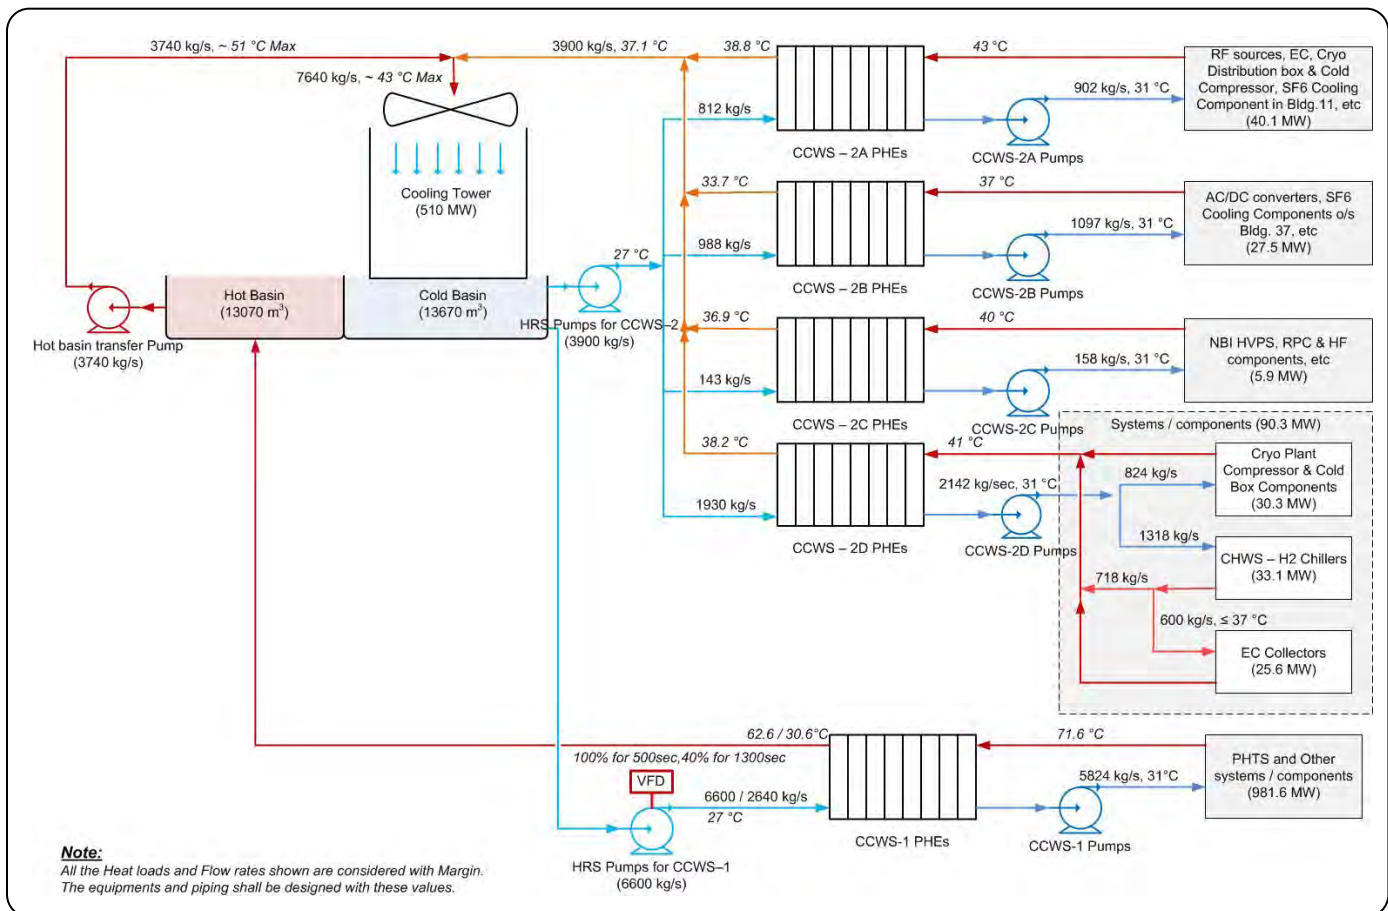 3740 kg/s, ~ 51 °C Max
3900 kg/s, 37.1 °C
38.8 °C
43 °C
RF sources, EC, Cryo
Distribution box & Cold
Compressor, SF6 Cooling
Component in Bldg.11, etc
(40.1 MW)
7640 kg/s, ~ 43 °C Max
812 kg/s
902 kg/s, 31 °C
CCWS – 2A PHEs
CCWS-2A Pumps
Cooling Tower
(510 MW)
33.7 °C
37 °C
AC/DC converters, SF6
Cooling Components o/s
Bldg. 37, etc
(27.5 MW)
988 kg/s
1097 kg/s, 31 °C
27 °C
CCWS – 2B PHEs
CCWS-2B Pumps
Hot Basin
(13070 m³)
Cold Basin
(13670 m³)
HRS Pumps for CCWS–2
(3900 kg/s)
Hot basin transfer Pump
(3740 kg/s)
36.9 °C
40 °C
NBI HVPS, RPC & HF
components, etc
(5.9 MW)
143 kg/s
158 kg/s, 31 °C
CCWS – 2C PHEs
CCWS-2C Pumps
Systems / components (90.3 MW)
38.2 °C
41 °C
Cryo Plant
Compressor & Cold
Box Components
(30.3 MW)
1930 kg/s
2142 kg/sec, 31 °C
824 kg/s
1318 kg/s
CCWS – 2D PHEs
CCWS-2D Pumps
CHWS – H2 Chillers
(33.1 MW)
718 kg/s
600 kg/s, ≤ 37 °C
EC Collectors
(25.6 MW)
62.6 / 30.6°C
71.6 °C
100% for 500sec,40% for 1300sec
VFD
6600 / 2640 kg/s
27 °C
5824 kg/s, 31°C
PHTS and Other
systems / components
(981.6 MW)
CCWS-1 PHEs
CCWS-1 Pumps
HRS Pumps for CCWS–1
(6600 kg/s)
Note:
All the Heat loads and Flow rates shown are considered with Margin.
The equipments and piping shall be designed with these values.